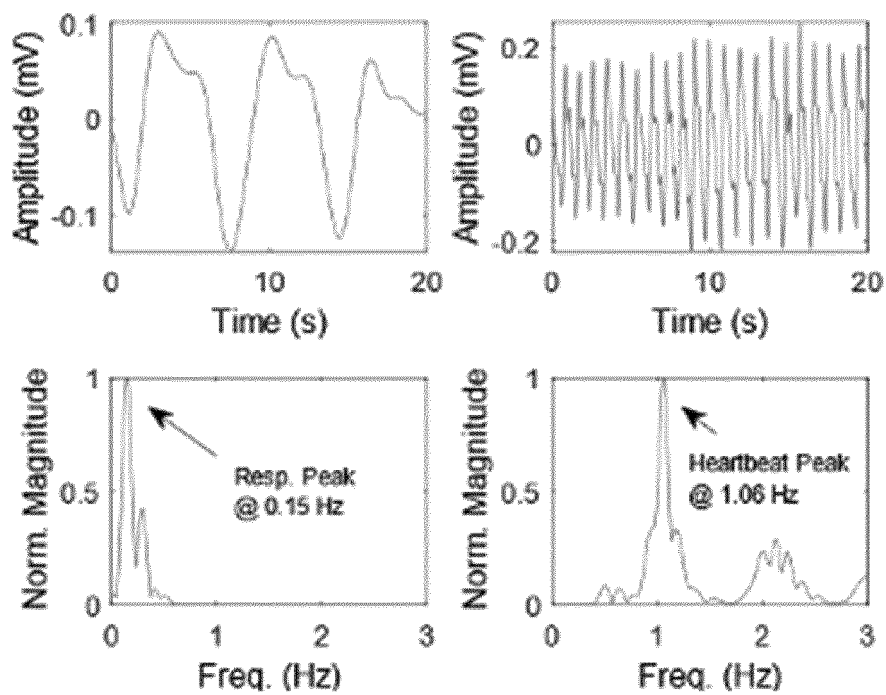 0.1
0
-0.1
Amplitude (mV)
0 10 20
Time (s)
0.2
0
-0.2
Amplitude (mV)
0 10 20
Time (s)
1
0.5
0
Norm. Magnitude
Resp. Peak
@ 0.15 Hz
0 1 2 3
Freq. (Hz)
1
0.5
0
Norm. Magnitude
Heartbeat Peak
@ 1.06 Hz
0 1 2 3
Freq. (Hz)